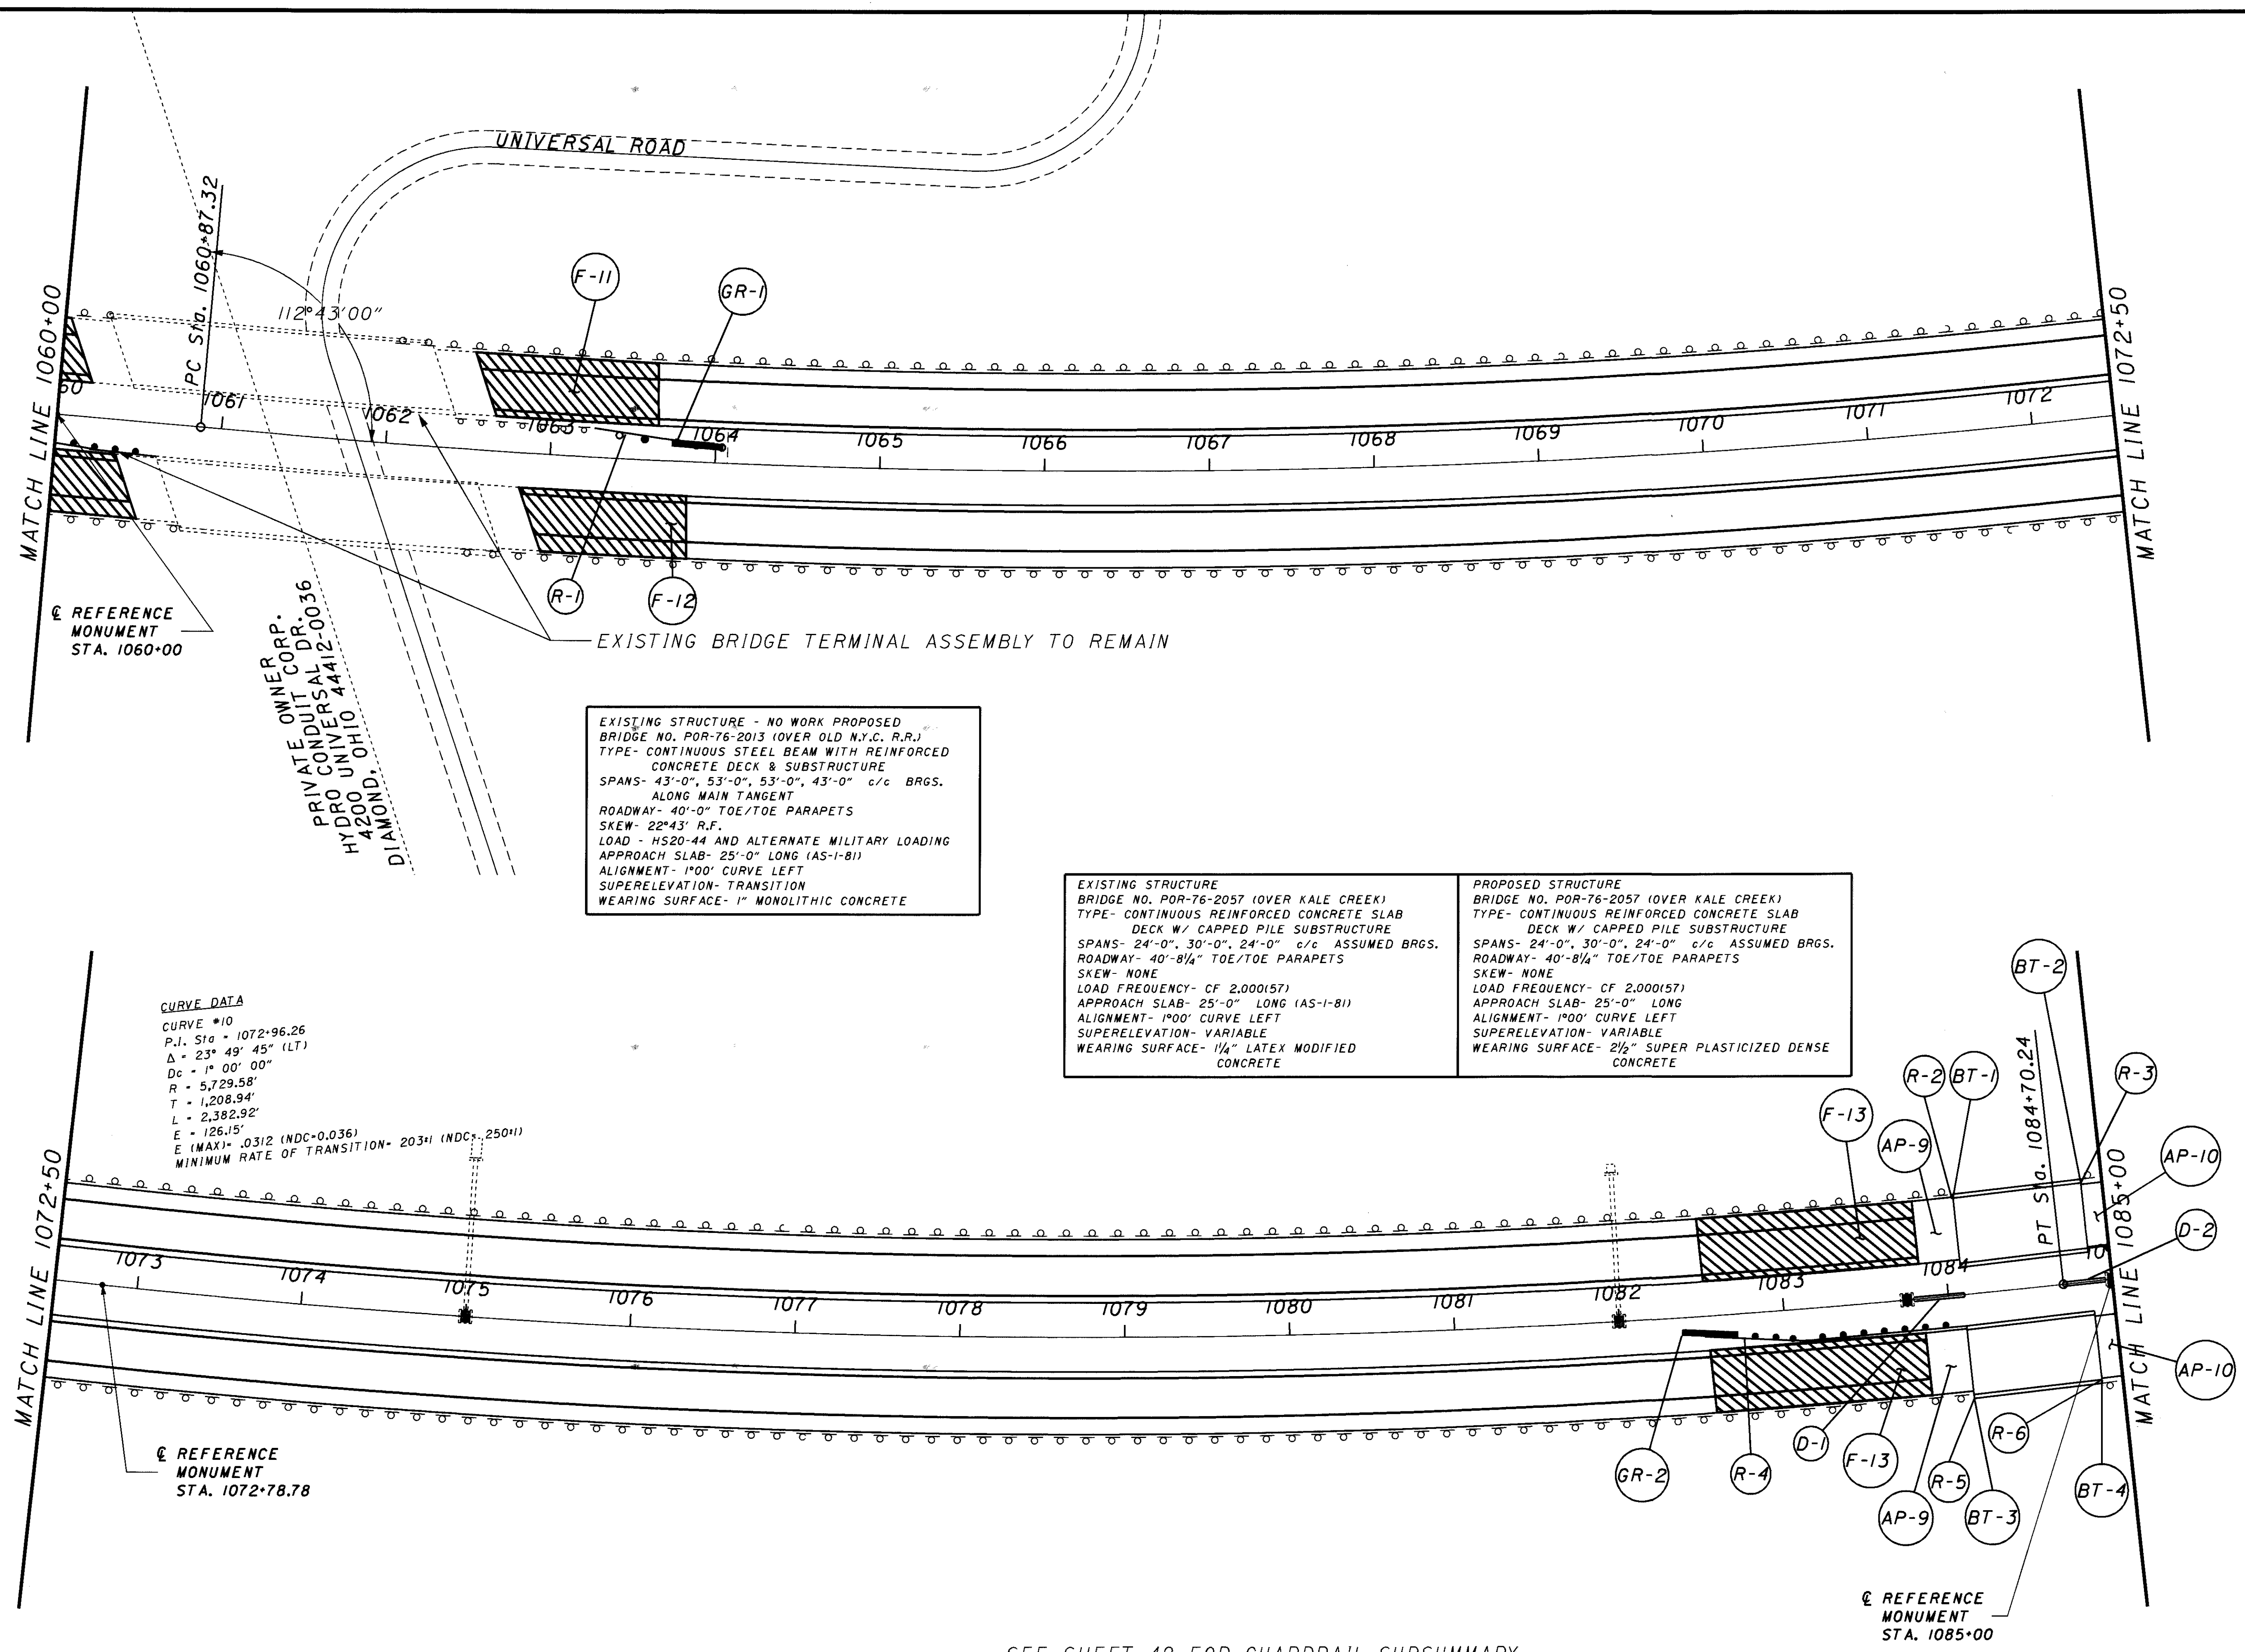 UNIVERSAL ROAD
MATCH LINE 1060+00
60
PC Sta. 1060+87.32
112°43'00"
F-11
GR-1
1061
1062
1063
1064
1065
1066
1067
1068
1069
1070
1071
1072
MATCH LINE 1072+50
R-1
F-12
℄ REFERENCE
MONUMENT
STA. 1060+00
EXISTING BRIDGE TERMINAL ASSEMBLY TO REMAIN
PRIVATE OWNER
CONDUIT CORP.
HYDRO UNIVERSAL DR.
4200
DIAMOND, OHIO 44412-0036
EXISTING STRUCTURE - NO WORK PROPOSED
BRIDGE NO. POR-76-2013 (OVER OLD N.Y.C. R.R.)
TYPE- CONTINUOUS STEEL BEAM WITH REINFORCED
CONCRETE DECK & SUBSTRUCTURE
SPANS- 43'-0", 53'-0", 53'-0", 43'-0" c/c BRGS.
ALONG MAIN TANGENT
ROADWAY- 40'-0" TOE/TOE PARAPETS
SKEW- 22°43' R.F.
LOAD - HS20-44 AND ALTERNATE MILITARY LOADING
APPROACH SLAB- 25'-0" LONG (AS-1-81)
ALIGNMENT- 1°00' CURVE LEFT
SUPERELEVATION- TRANSITION
WEARING SURFACE- 1" MONOLITHIC CONCRETE
EXISTING STRUCTURE
BRIDGE NO. POR-76-2057 (OVER KALE CREEK)
TYPE- CONTINUOUS REINFORCED CONCRETE SLAB
DECK W/ CAPPED PILE SUBSTRUCTURE
SPANS- 24'-0", 30'-0", 24'-0" c/c ASSUMED BRGS.
ROADWAY- 40'-8¼" TOE/TOE PARAPETS
SKEW- NONE
LOAD FREQUENCY- CF 2,000(57)
APPROACH SLAB- 25'-0" LONG (AS-1-81)
ALIGNMENT- 1°00' CURVE LEFT
SUPERELEVATION- VARIABLE
WEARING SURFACE- 1¼" LATEX MODIFIED
CONCRETE
PROPOSED STRUCTURE
BRIDGE NO. POR-76-2057 (OVER KALE CREEK)
TYPE- CONTINUOUS REINFORCED CONCRETE SLAB
DECK W/ CAPPED PILE SUBSTRUCTURE
SPANS- 24'-0", 30'-0", 24'-0" c/c ASSUMED BRGS.
ROADWAY- 40'-8¼" TOE/TOE PARAPETS
SKEW- NONE
LOAD FREQUENCY- CF 2,000(57)
APPROACH SLAB- 25'-0" LONG
ALIGNMENT- 1°00' CURVE LEFT
SUPERELEVATION- VARIABLE
WEARING SURFACE- 2½" SUPER PLASTICIZED DENSE
CONCRETE
CURVE DATA
CURVE #10
P.I. Sta = 1072+96.26
Δ = 23° 49' 45" (LT)
Dc = 1° 00' 00"
R = 5,729.58'
T = 1,208.94'
L = 2,382.92'
E = 126.15'
E (MAX)= .0312 (NDC=0.036)
MINIMUM RATE OF TRANSITION= 203:1 (NDC= 250:1)
MATCH LINE 1072+50
BT-2
R-2
BT-1
PT Sta. 1084+70.24
R-3
F-13
AP-9
AP-10
D-2
1073
1074
1075
1076
1077
1078
1079
1080
1081
1082
1083
1084
10
MATCH LINE 1085+00
AP-10
GR-2
R-4
D-1
F-13
AP-9
R-5
BT-3
R-6
BT-4
℄ REFERENCE
MONUMENT
STA. 1072+78.78
℄ REFERENCE
MONUMENT
STA. 1085+00
SEE SHEET 49 FOR GUARDRAIL SUBSUMMARY